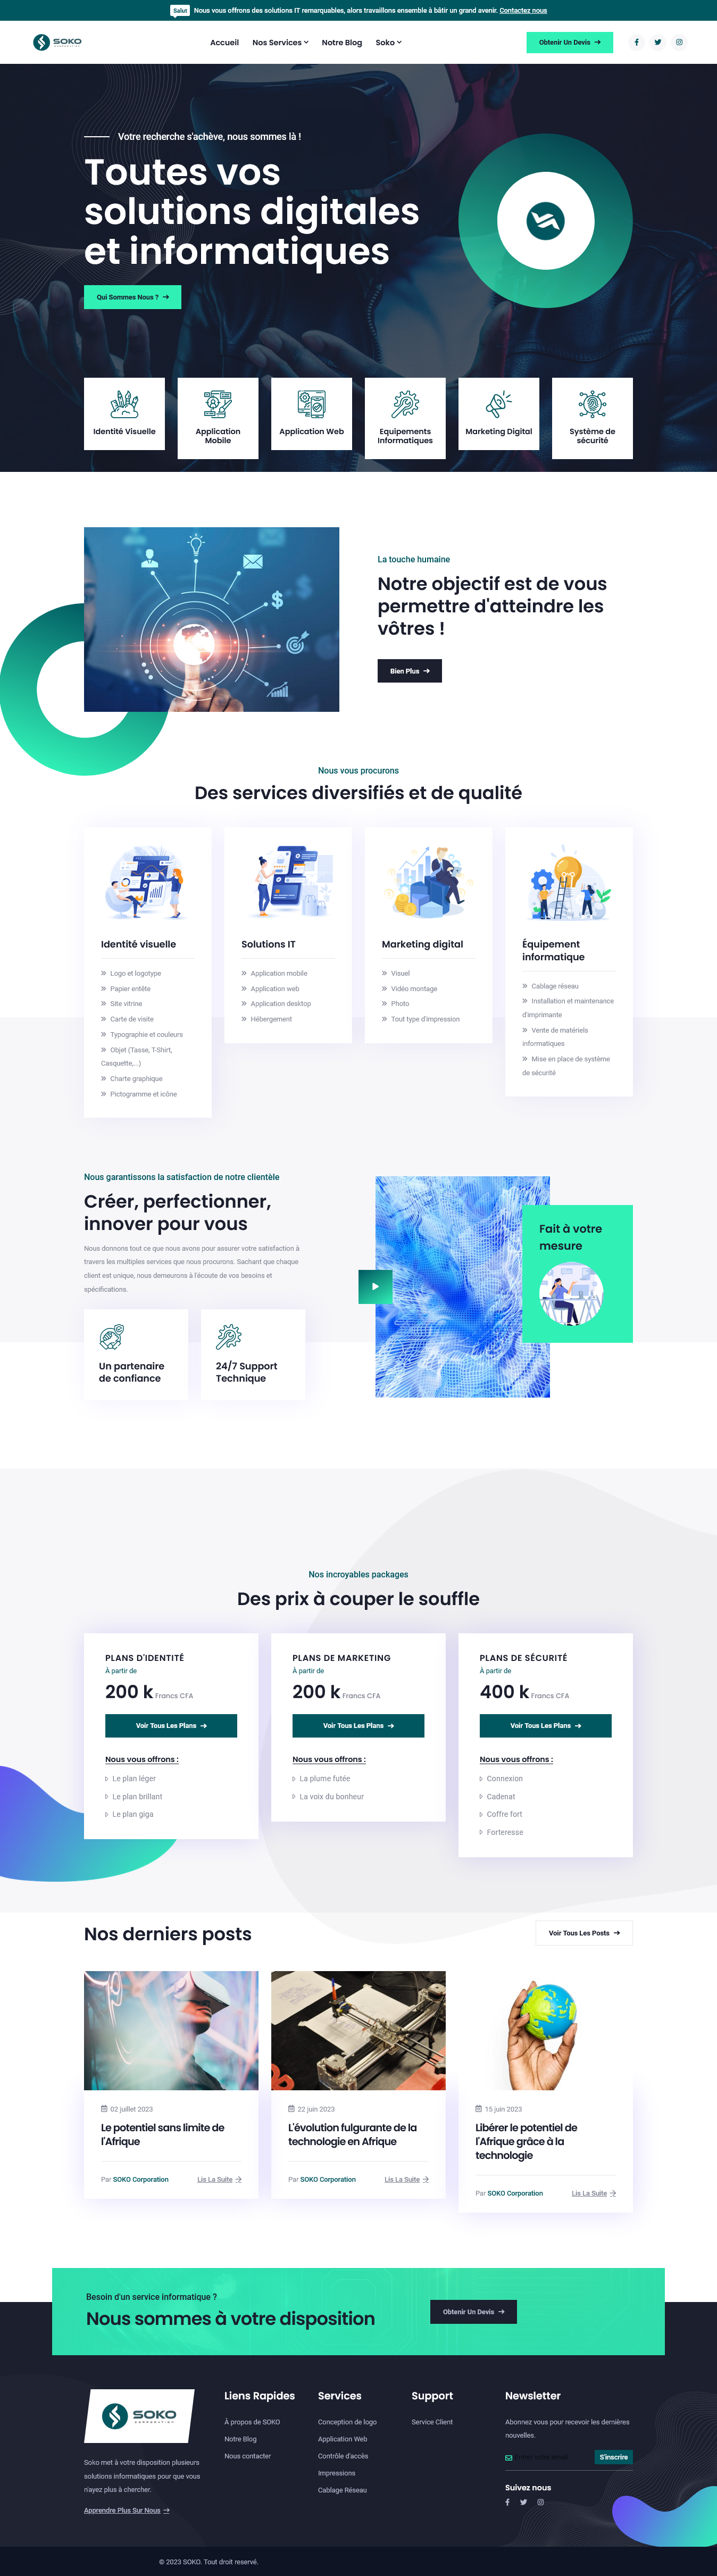 Salut Nous vous offrons des solutions IT remarquables, alors travaillons ensemble à bâtir un grand avenir. Contactez nous
SOKO
Accueil
Nos Services
Notre Blog
Soko
Obtenir Un Devis
Votre recherche s'achève, nous sommes là !
Toutes vos
solutions digitales
et informatiques
Qui Sommes Nous ?
Identité Visuelle
Application
Mobile
Application Web
Equipements
Informatiques
Marketing Digital
Système de
sécurité
La touche humaine
Notre objectif est de vous
permettre d'atteindre les
vôtres !
Bien Plus
Nous vous procurons
Des services diversifiés et de qualité
Identité visuelle
Logo et logotype
Papier entête
Site vitrine
Carte de visite
Typographie et couleurs
Objet (Tasse, T-Shirt,
Casquette,...)
Charte graphique
Pictogramme et icône
Solutions IT
Application mobile
Application web
Application desktop
Hébergement
Marketing digital
Visuel
Vidéo montage
Photo
Tout type d'impression
Équipement
informatique
Cablage réseau
Installation et maintenance
d'imprimante
Vente de matériels
informatiques
Mise en place de système
de sécurité
Nous garantissons la satisfaction de notre clientèle
Créer, perfectionner,
innover pour vous
Nous donnons tout ce que nous avons pour assurer votre satisfaction à
travers les multiples services que nous procurons. Sachant que chaque
client est unique, nous demeurons à l'écoute de vos besoins et
spécifications.
Un partenaire
de confiance
24/7 Support
Technique
Fait à votre
mesure
Nos incroyables packages
Des prix à couper le souffle
PLANS D'IDENTITÉ
À partir de
200 k Francs CFA
Voir Tous Les Plans
Nous vous offrons :
Le plan léger
Le plan brillant
Le plan giga
PLANS DE MARKETING
À partir de
200 k Francs CFA
Voir Tous Les Plans
Nous vous offrons :
La plume futée
La voix du bonheur
PLANS DE SÉCURITÉ
À partir de
400 k Francs CFA
Voir Tous Les Plans
Nous vous offrons :
Connexion
Cadenat
Coffre fort
Forteresse
Nos derniers posts
Voir Tous Les Posts
02 juillet 2023
Le potentiel sans limite de
l'Afrique
Par SOKO Corporation
Lis La Suite
22 juin 2023
L'évolution fulgurante de la
technologie en Afrique
Par SOKO Corporation
Lis La Suite
15 juin 2023
Libérer le potentiel de
l'Afrique grâce à la
technologie
Par SOKO Corporation
Lis La Suite
Besoin d'un service informatique ?
Nous sommes à votre disposition
Obtenir Un Devis
SOKO
Soko met à votre disposition plusieurs
solutions informatiques pour que vous
n'ayez plus à chercher.
Apprendre Plus Sur Nous
Liens Rapides
À propos de SOKO
Notre Blog
Nous contacter
Services
Conception de logo
Application Web
Contrôle d'accès
Impressions
Cablage Réseau
Support
Service Client
Newsletter
Abonnez vous pour recevoir les dernières
nouvelles.
S'inscrire
Suivez nous
© 2023 SOKO. Tout droit reservé.